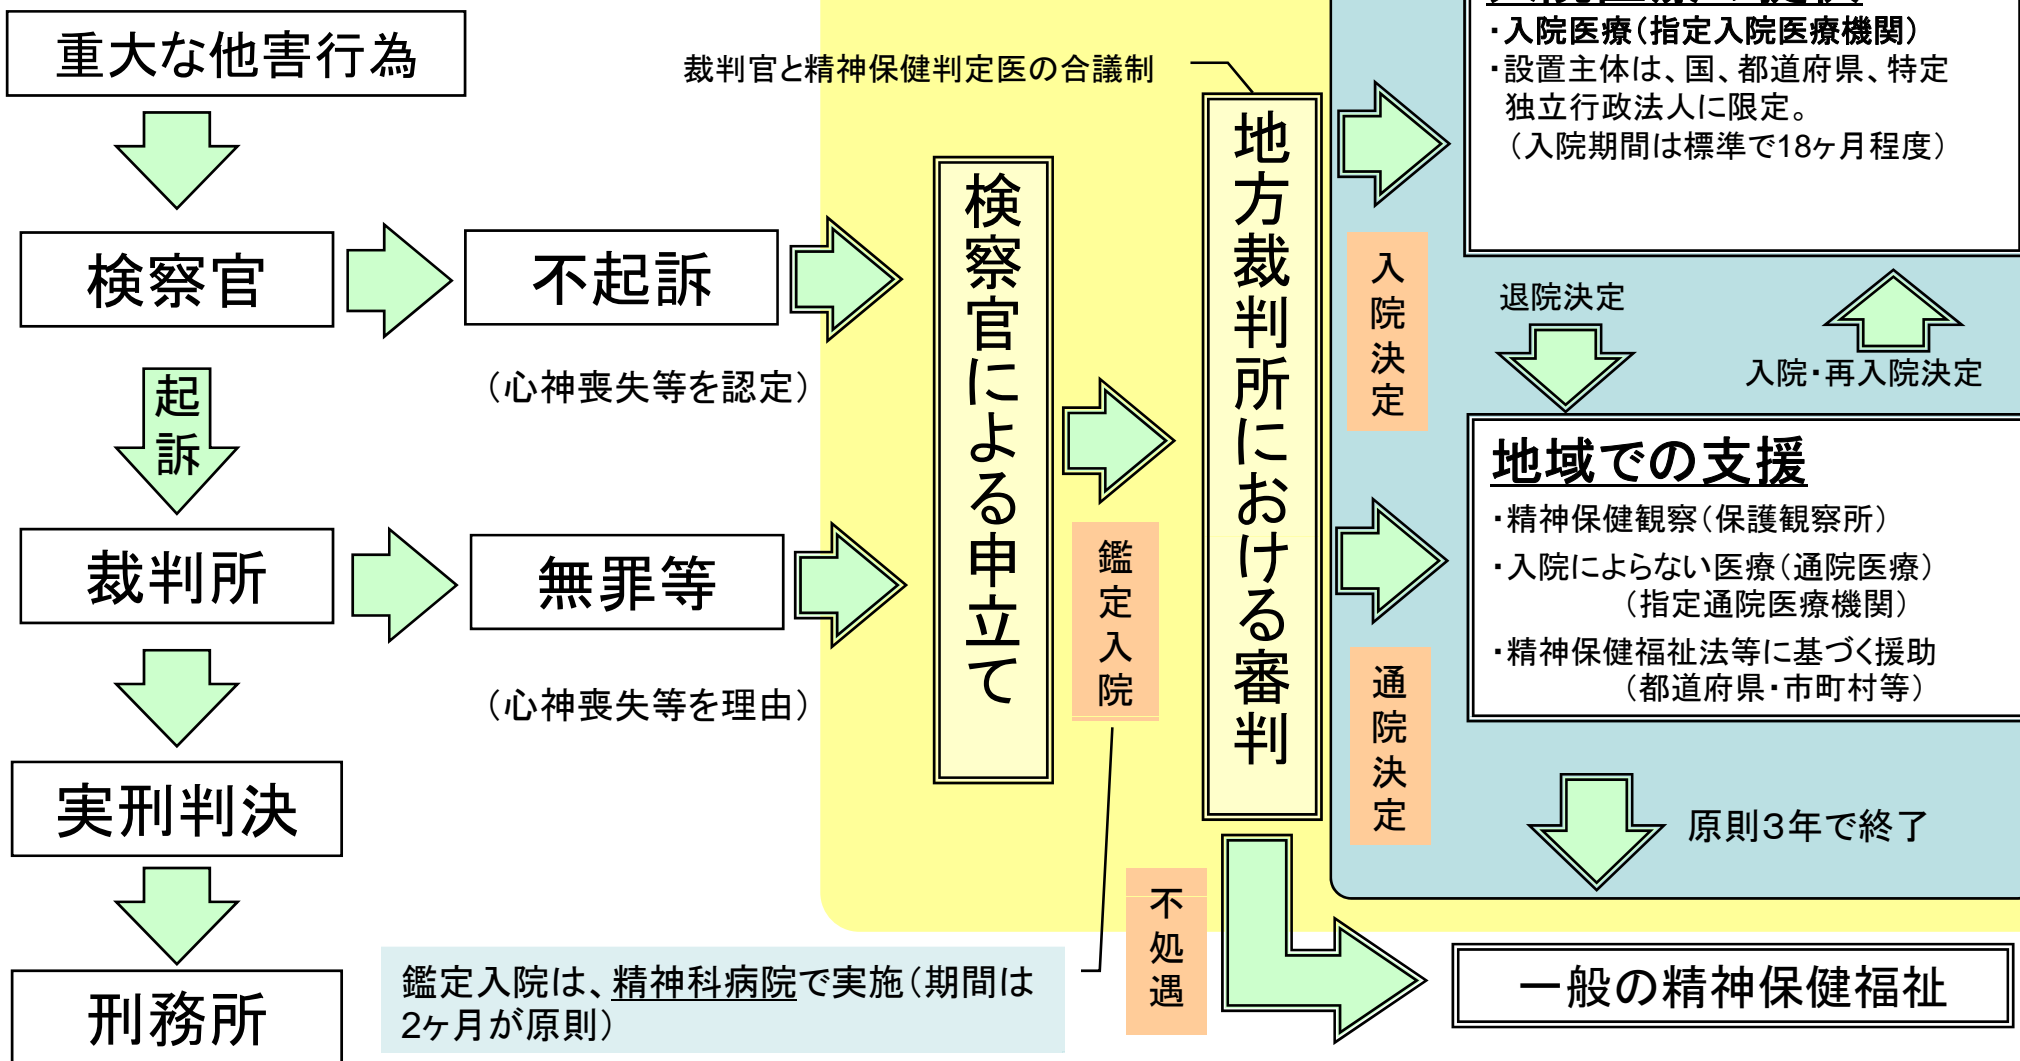 重大な他害行為
検察官
起訴
裁判所
実刑判決
刑務所
不起訴
（心神喪失等を認定）
無罪等
（心神喪失等を理由）
裁判官と精神保健判定医の合議制
検察官による申立て
鑑定入院
地方裁判所における審判
鑑定入院は、精神科病院で実施（期間は
2ヶ月が原則）
入院決定
通院決定
不処遇
・入院医療（指定入院医療機関）
・設置主体は、国、都道府県、特定
独立行政法人に限定。
（入院期間は標準で18ヶ月程度）
退院決定
入院・再入院決定
地域での支援
・精神保健観察（保護観察所）
・入院によらない医療（通院医療）
（指定通院医療機関）
・精神保健福祉法等に基づく援助
（都道府県・市町村等）
原則３年で終了
一般の精神保健福祉